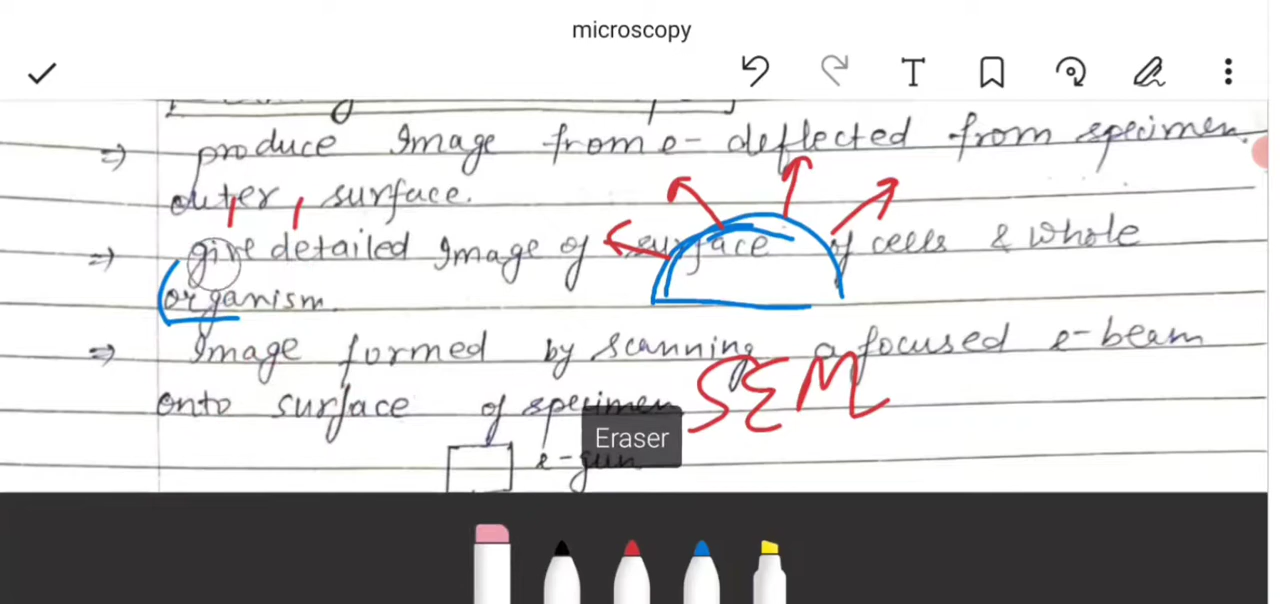 microscopy
T
⇒ produce Image from e- deflected from specimen
outer, surface.
⇒ give detailed Image of surface of cells & whole
organism.
⇒ Image formed by scanning a focused e-beam
onto surface of specimen.
SEM
Eraser
e-gun